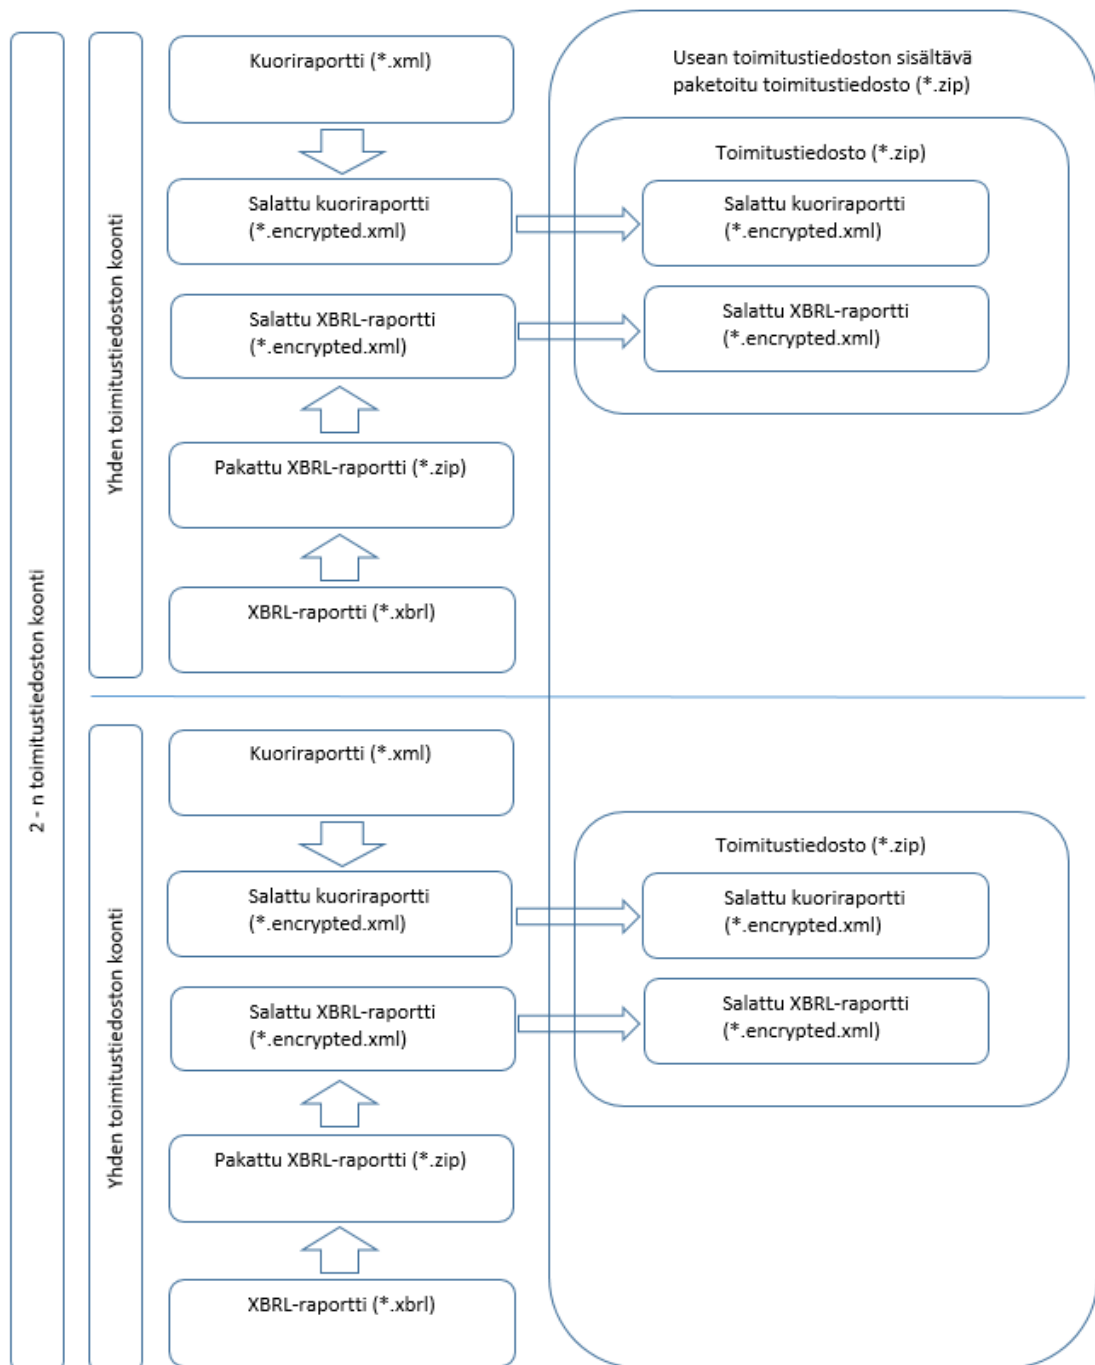 2 - n toimitustiedoston koonti
Yhden toimitustiedoston koonti
Kuoriraportti (*.xml)
Salattu kuoriraportti
(*.encrypted.xml)
Salattu XBRL-raportti
(*.encrypted.xml)
Pakattu XBRL-raportti (*.zip)
XBRL-raportti (*.xbrl)
Usean toimitustiedoston sisältävä
paketoitu toimitustiedosto (*.zip)
Toimitustiedosto (*.zip)
Salattu kuoriraportti
(*.encrypted.xml)
Salattu XBRL-raportti
(*.encrypted.xml)
Yhden toimitustiedoston koonti
Kuoriraportti (*.xml)
Salattu kuoriraportti
(*.encrypted.xml)
Salattu XBRL-raportti
(*.encrypted.xml)
Pakattu XBRL-raportti (*.zip)
XBRL-raportti (*.xbrl)
Toimitustiedosto (*.zip)
Salattu kuoriraportti
(*.encrypted.xml)
Salattu XBRL-raportti
(*.encrypted.xml)